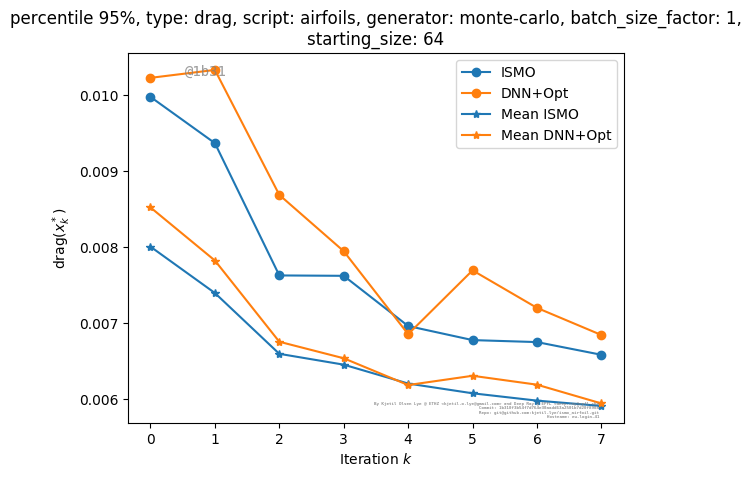 percentile 95%, type: drag, script: airfoils, generator: monte-carlo, batch_size_factor: 1,
starting_size: 64
ISMO
DNN+Opt
Mean ISMO
Mean DNN+Opt
0.010
0.009
0.008
0.007
0.006
drag(x*k)
0 1 2 3 4 5 6 7
Iteration k